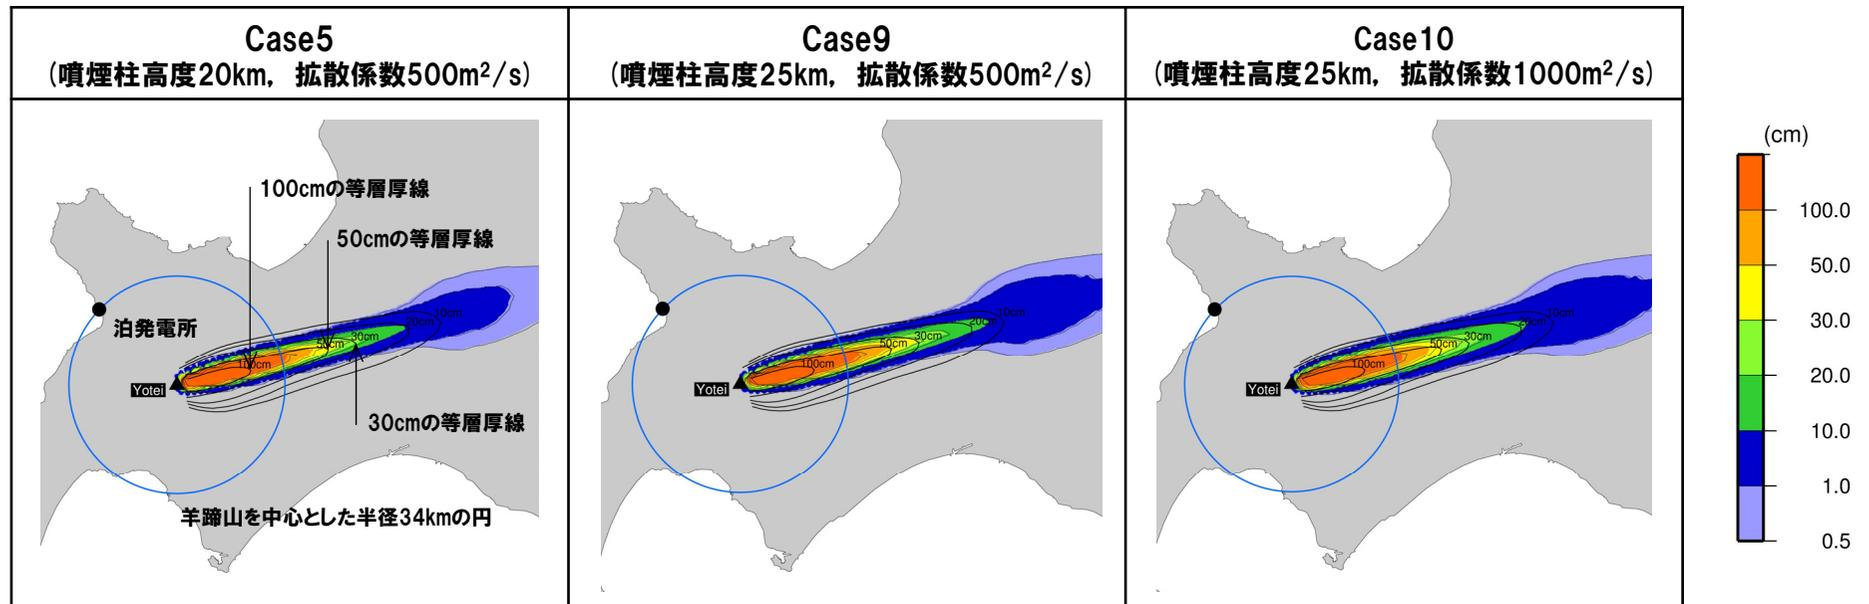 Case5
(噴煙柱高度20km, 拡散係数500m²/s)
Case9
(噴煙柱高度25km, 拡散係数500m²/s)
Case10
(噴煙柱高度25km, 拡散係数1000m²/s)
100cmの等層厚線
50cmの等層厚線
泊発電所
10cm
20cm
30cm
50cm
100cm
Yotei
30cmの等層厚線
羊蹄山を中心とした半径34kmの円
10cm
20cm
30cm
50cm
100cm
Yotei
10cm
20cm
30cm
50cm
100cm
Yotei
(cm)
100.0
50.0
30.0
20.0
10.0
1.0
0.5